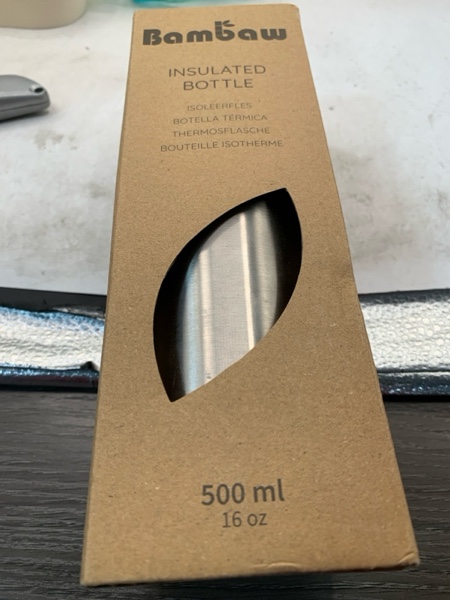 Bambaw
INSULATED
BOTTLE
ISOLEERFLES
BOTELLA TÉRMICA
THERMOSFLASCHE
BOUTEILLE ISOTHERME
500 ml
16 oz